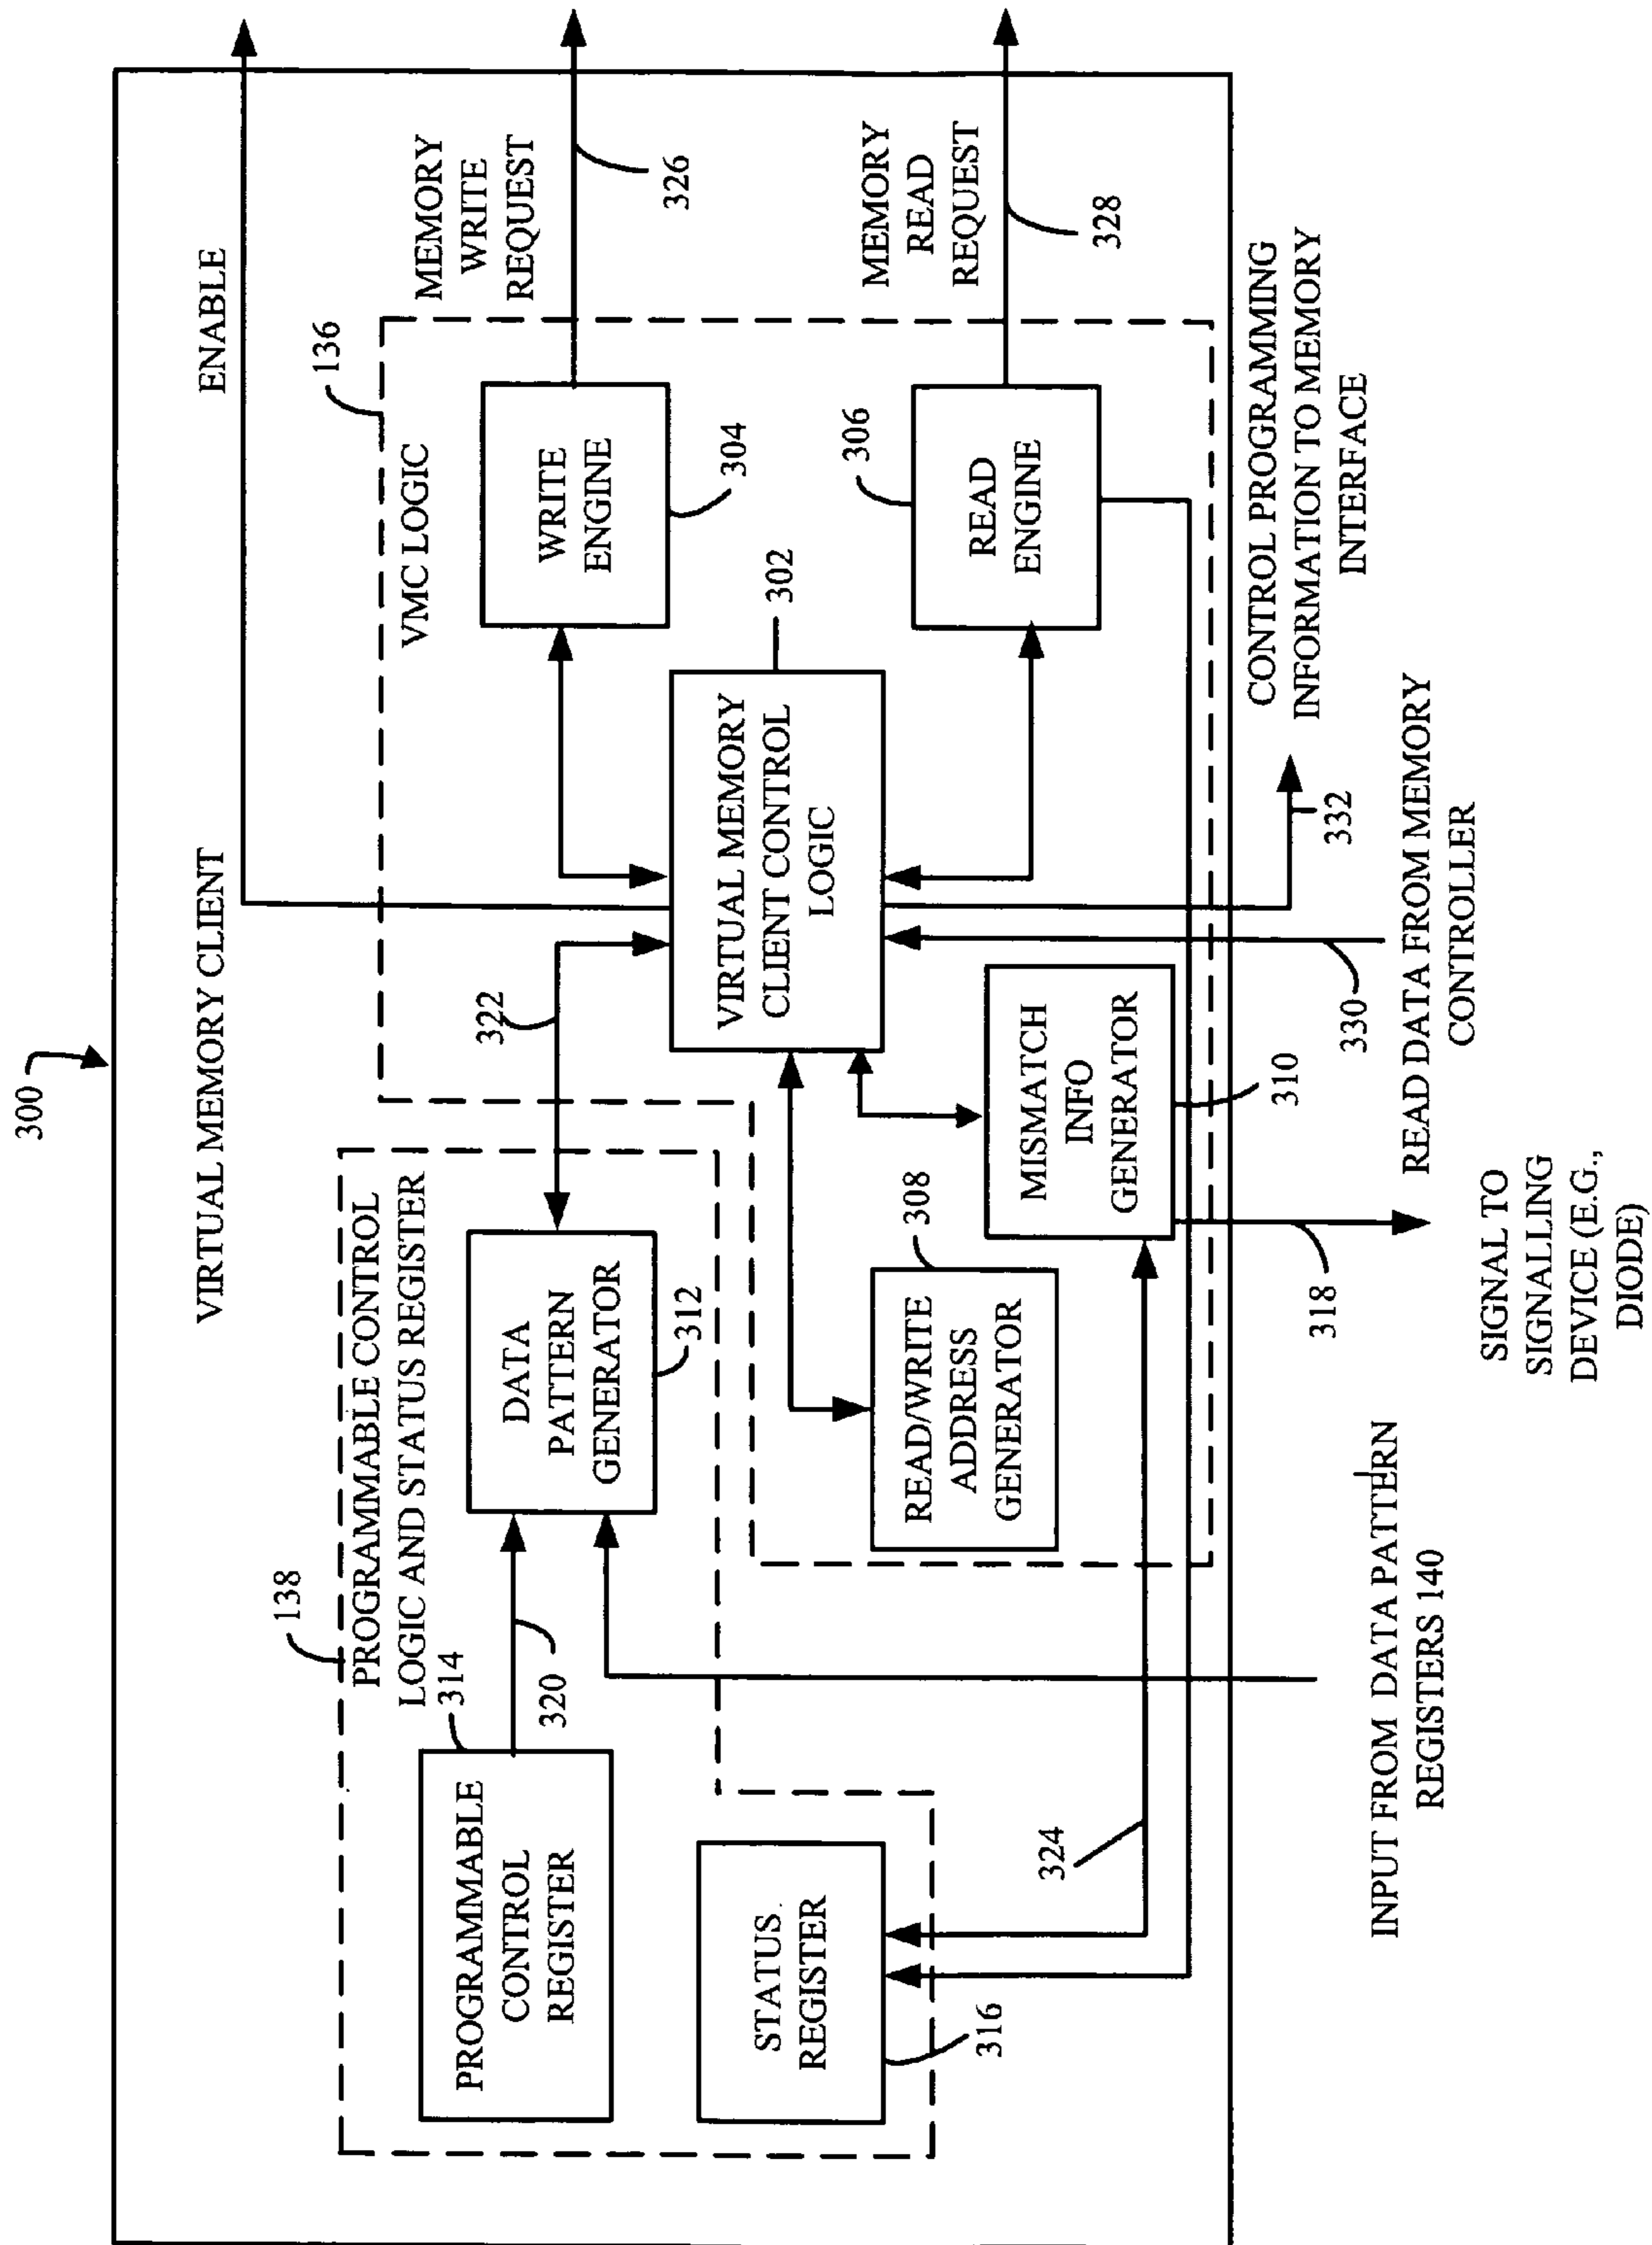 300
VIRTUAL MEMORY CLIENT
ENABLE
138
PROGRAMMABLE CONTROL
LOGIC AND STATUS REGISTER
314
PROGRAMMABLE
CONTROL
REGISTER
320
DATA
PATTERN
GENERATOR
312
322
136
VMC LOGIC
WRITE
ENGINE
304
MEMORY
WRITE
REQUEST
326
VIRTUAL MEMORY
CLIENT CONTROL
LOGIC
302
306
READ
ENGINE
MEMORY
READ
REQUEST
328
STATUS
REGISTER
316
324
READ/WRITE
ADDRESS
GENERATOR
308
MISMATCH
INFO
GENERATOR
310
318
330
332
INPUT FROM DATA PATTERN
REGISTERS 140
SIGNAL TO
SIGNALLING
DEVICE (E.G.,
DIODE)
READ DATA FROM MEMORY
CONTROLLER
CONTROL PROGRAMMING
INFORMATION TO MEMORY
INTERFACE